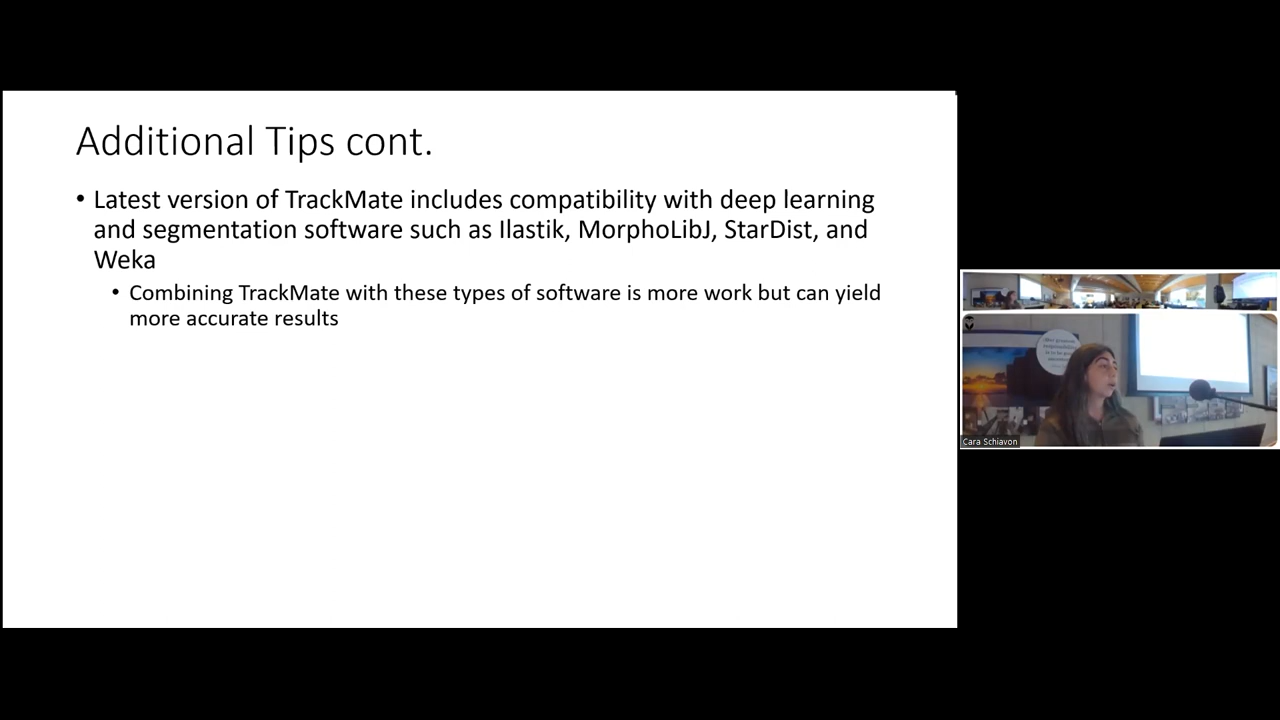 Additional Tips cont.
• Latest version of TrackMate includes compatibility with deep learning
and segmentation software such as Ilastik, MorphoLibJ, StarDist, and
Weka
• Combining TrackMate with these types of software is more work but can yield
more accurate results
Cara Schiavon